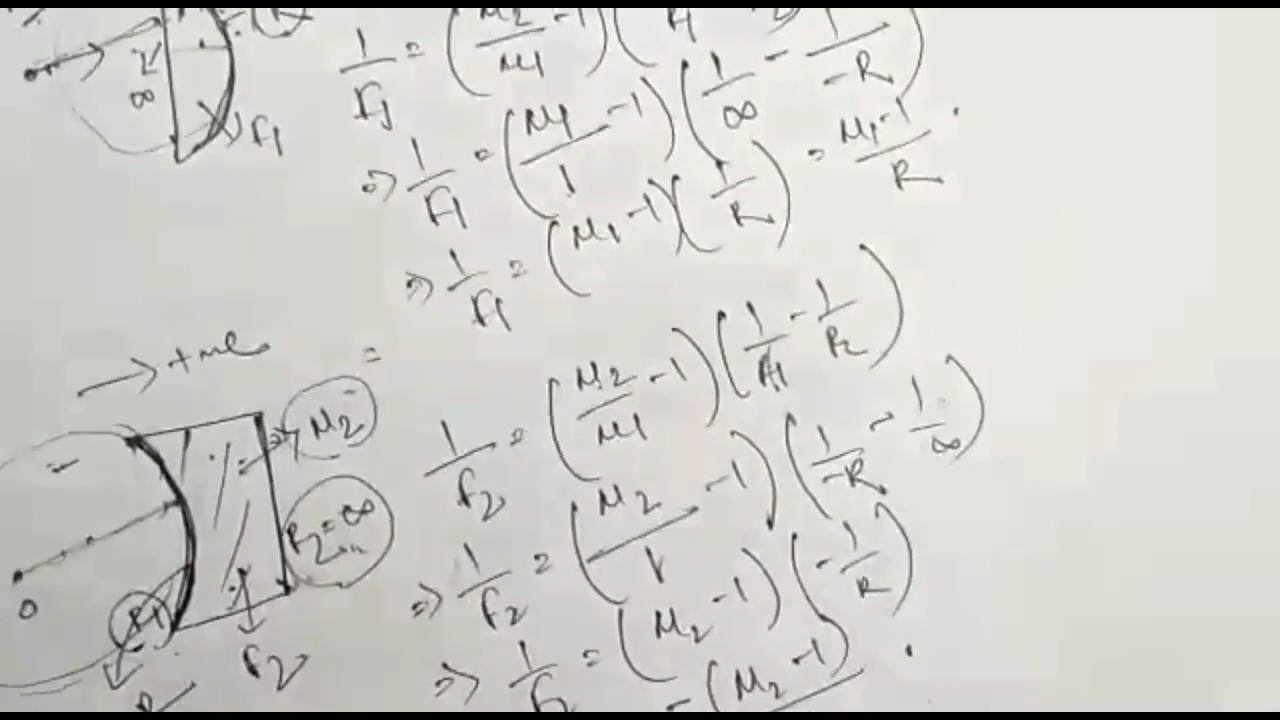 1/F1 = (μ2/μ1 - 1)(
∞
F1
⇒ 1/F1 = (μ1/1 - 1)(1/∞ - 1/-R)
⇒ 1/F1 = (μ1 - 1)(1/R) = μ1-1/R.
→ +ve =
1/F2 = (μ2/μ1 - 1)(1/R1 - 1/R2)
μ2
⇒ 1/F2 = (μ2/1 - 1)(1/-R - 1/∞)
R2=∞
⇒ 1/F2 = (μ2 - 1)(-1/R)
O
R1
F2
-(μ2-1)
R